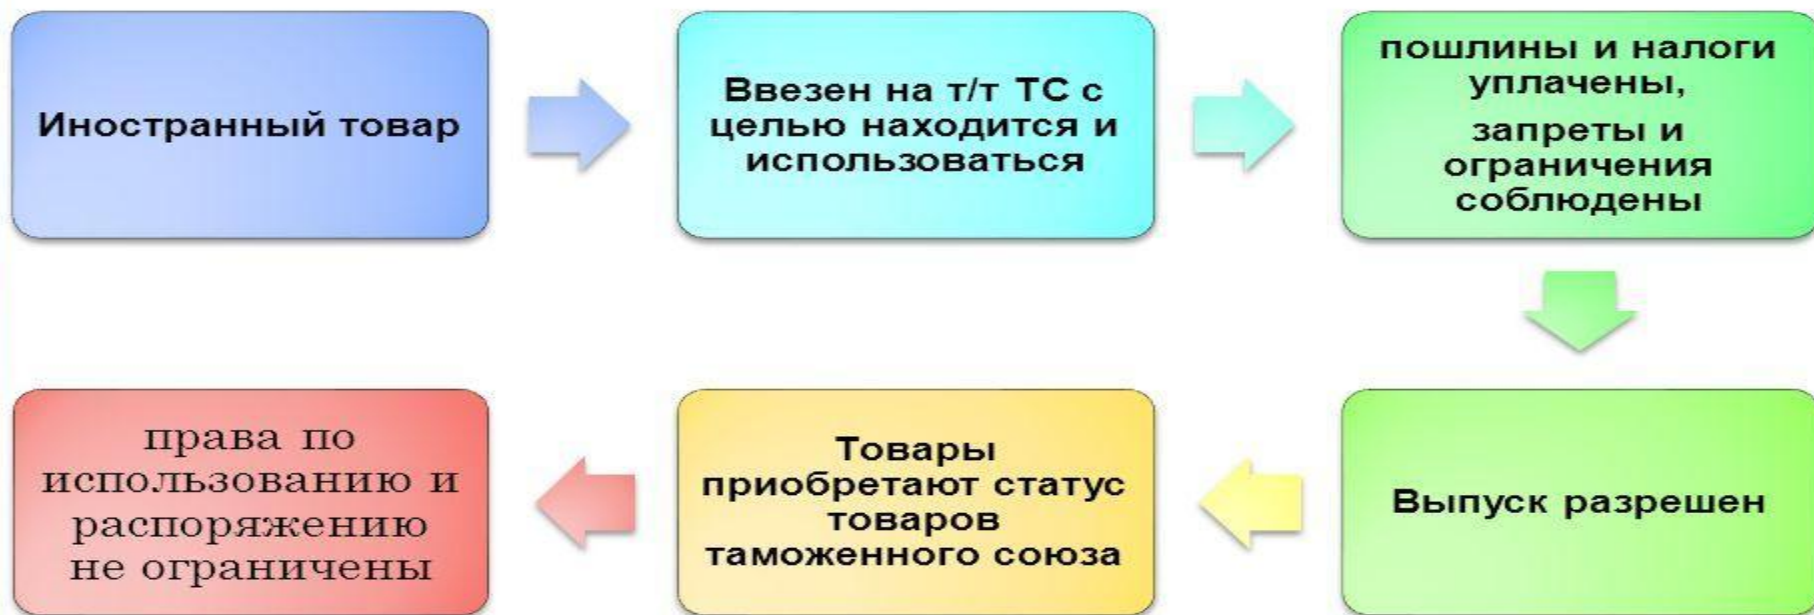 Иностранный товар
Ввезен на т/т ТС с
целью находится и
использоваться
пошлины и налоги
уплачены,
запреты и
ограничения
соблюдены
Выпуск разрешен
Товары
приобретают статус
товаров
таможенного союза
права по
использованию и
распоряжению
не ограничены